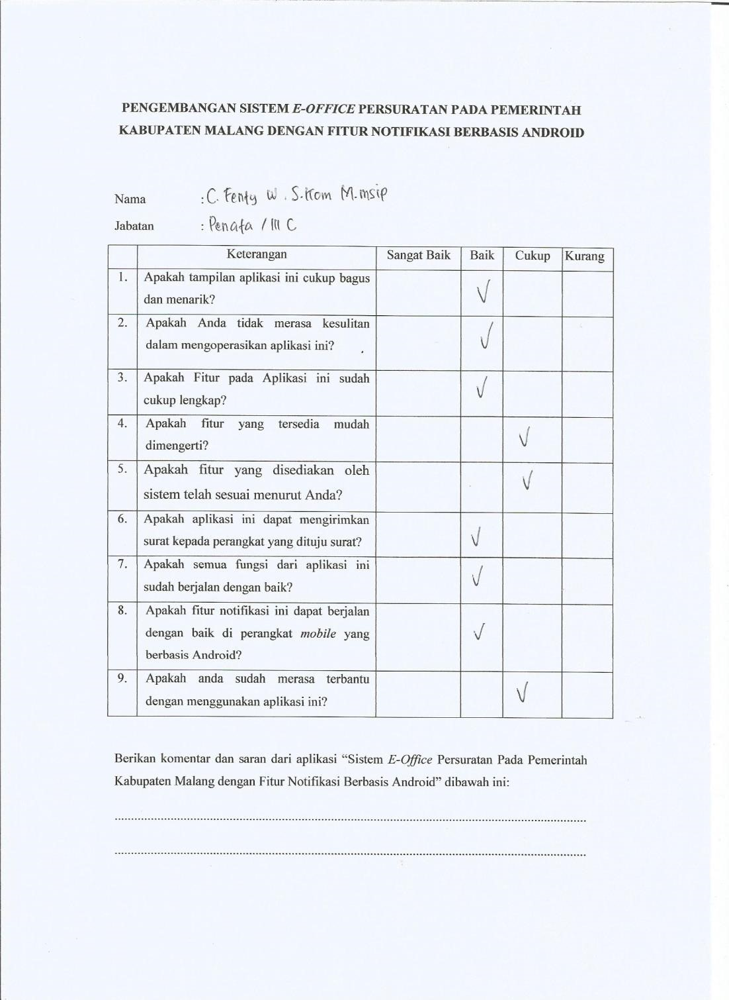 PENGEMBANGAN SISTEM E-OFFICE PERSURATAN PADA PEMERINTAH
KABUPATEN MALANG DENGAN FITUR NOTIFIKASI BERBASIS ANDROID
Nama : C. Fenty W. S.Kom M.msip
Jabatan : Penata / III C
Keterangan Sangat Baik Baik Cukup Kurang
1. Apakah tampilan aplikasi ini cukup bagus
dan menarik? √
2. Apakah Anda tidak merasa kesulitan
dalam mengoperasikan aplikasi ini? √
3. Apakah Fitur pada Aplikasi ini sudah
cukup lengkap? √
4. Apakah fitur yang tersedia mudah
dimengerti? √
5. Apakah fitur yang disediakan oleh
sistem telah sesuai menurut Anda? √
6. Apakah aplikasi ini dapat mengirimkan
surat kepada perangkat yang dituju surat? √
7. Apakah semua fungsi dari aplikasi ini
sudah berjalan dengan baik? √
8. Apakah fitur notifikasi ini dapat berjalan
dengan baik di perangkat mobile yang √
berbasis Android?
9. Apakah anda sudah merasa terbantu
dengan menggunakan aplikasi ini? √
Berikan komentar dan saran dari aplikasi “Sistem E-Office Persuratan Pada Pemerintah
Kabupaten Malang dengan Fitur Notifikasi Berbasis Android” dibawah ini: